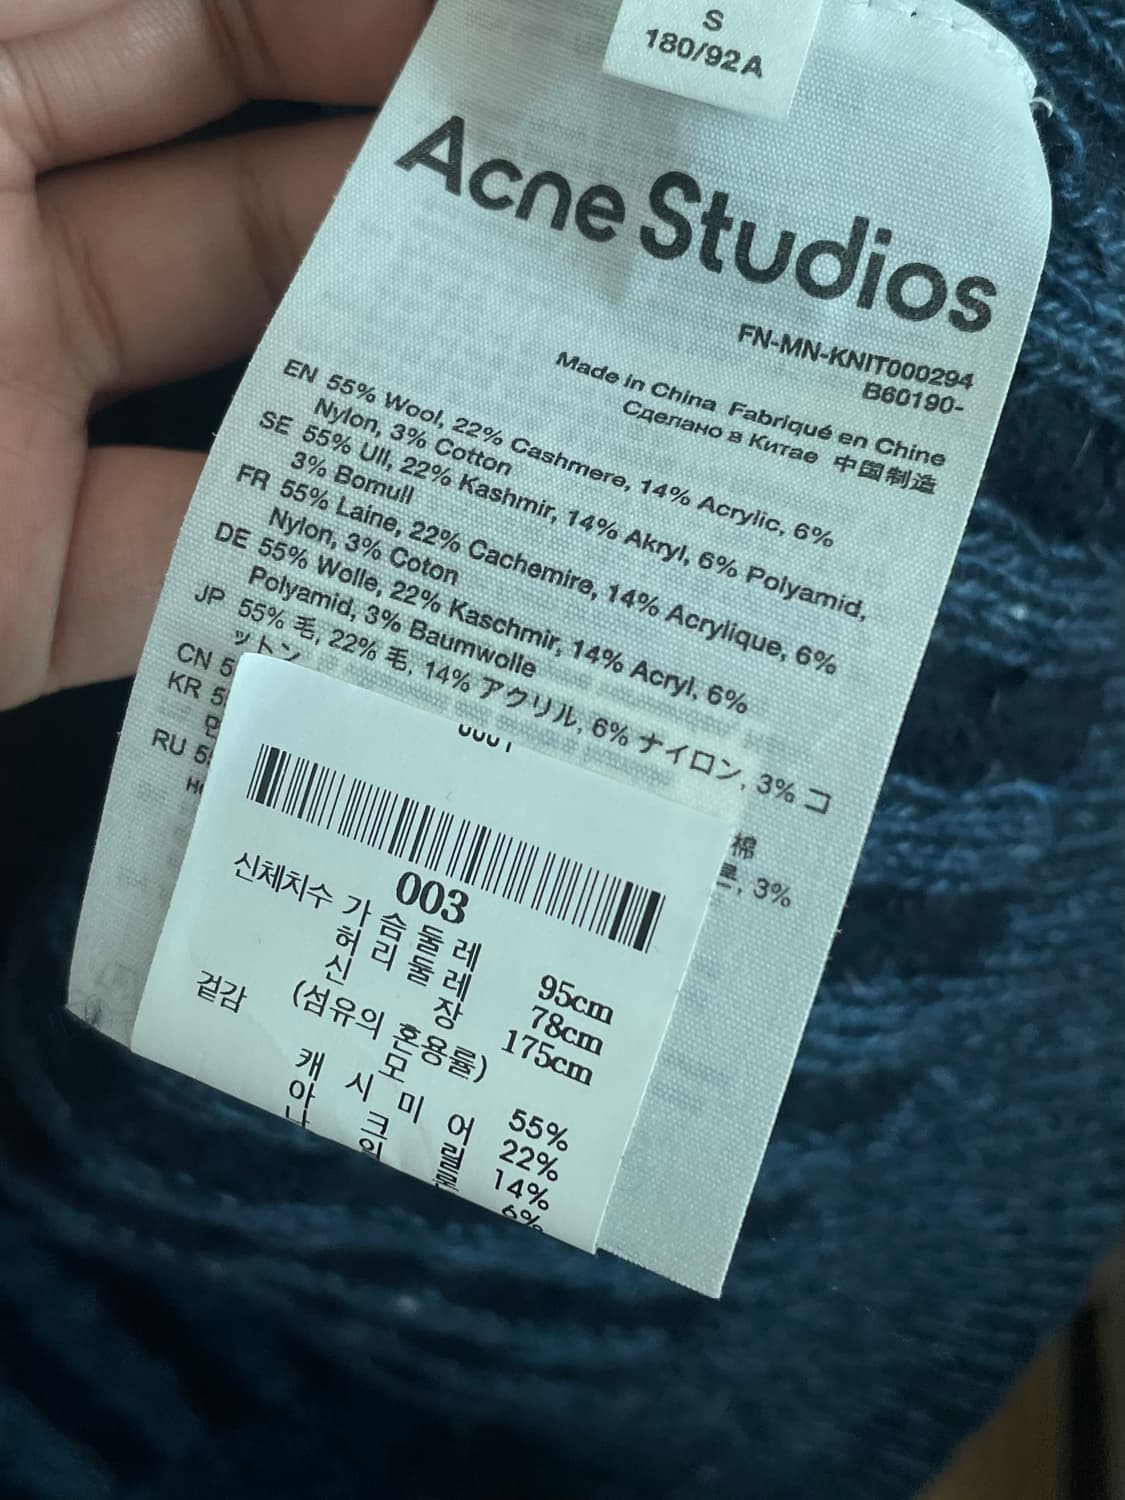 S
180/92A
Acne Studios
FN-MN-KNIT000294
B60190-
Made in China Fabriqué en Chine
Сделано в Китае 中国制造
EN 55% Wool, 22% Cashmere, 14% Acrylic, 6%
Nylon, 3% Cotton
SE 55% Ull, 22% Kashmir, 14% Akryl, 6% Polyamid,
3% Bomull
FR 55% Laine, 22% Cachemire, 14% Acrylique, 6%
Nylon, 3% Coton
DE 55% Wolle, 22% Kaschmir, 14% Acryl, 6%
Polyamid, 3% Baumwolle
JP 55% 毛, 22% 毛, 14% アクリル, 6% ナイロン, 3% コ
ットン
CN 5
棉
KR 5
3%
RU 5
003
신체치수 가슴둘레 95cm
허리둘레 78cm
신장 175cm
(섬유의 혼용률)
겉감 모 55%
캐시미어 22%
아크릴 14%
6%